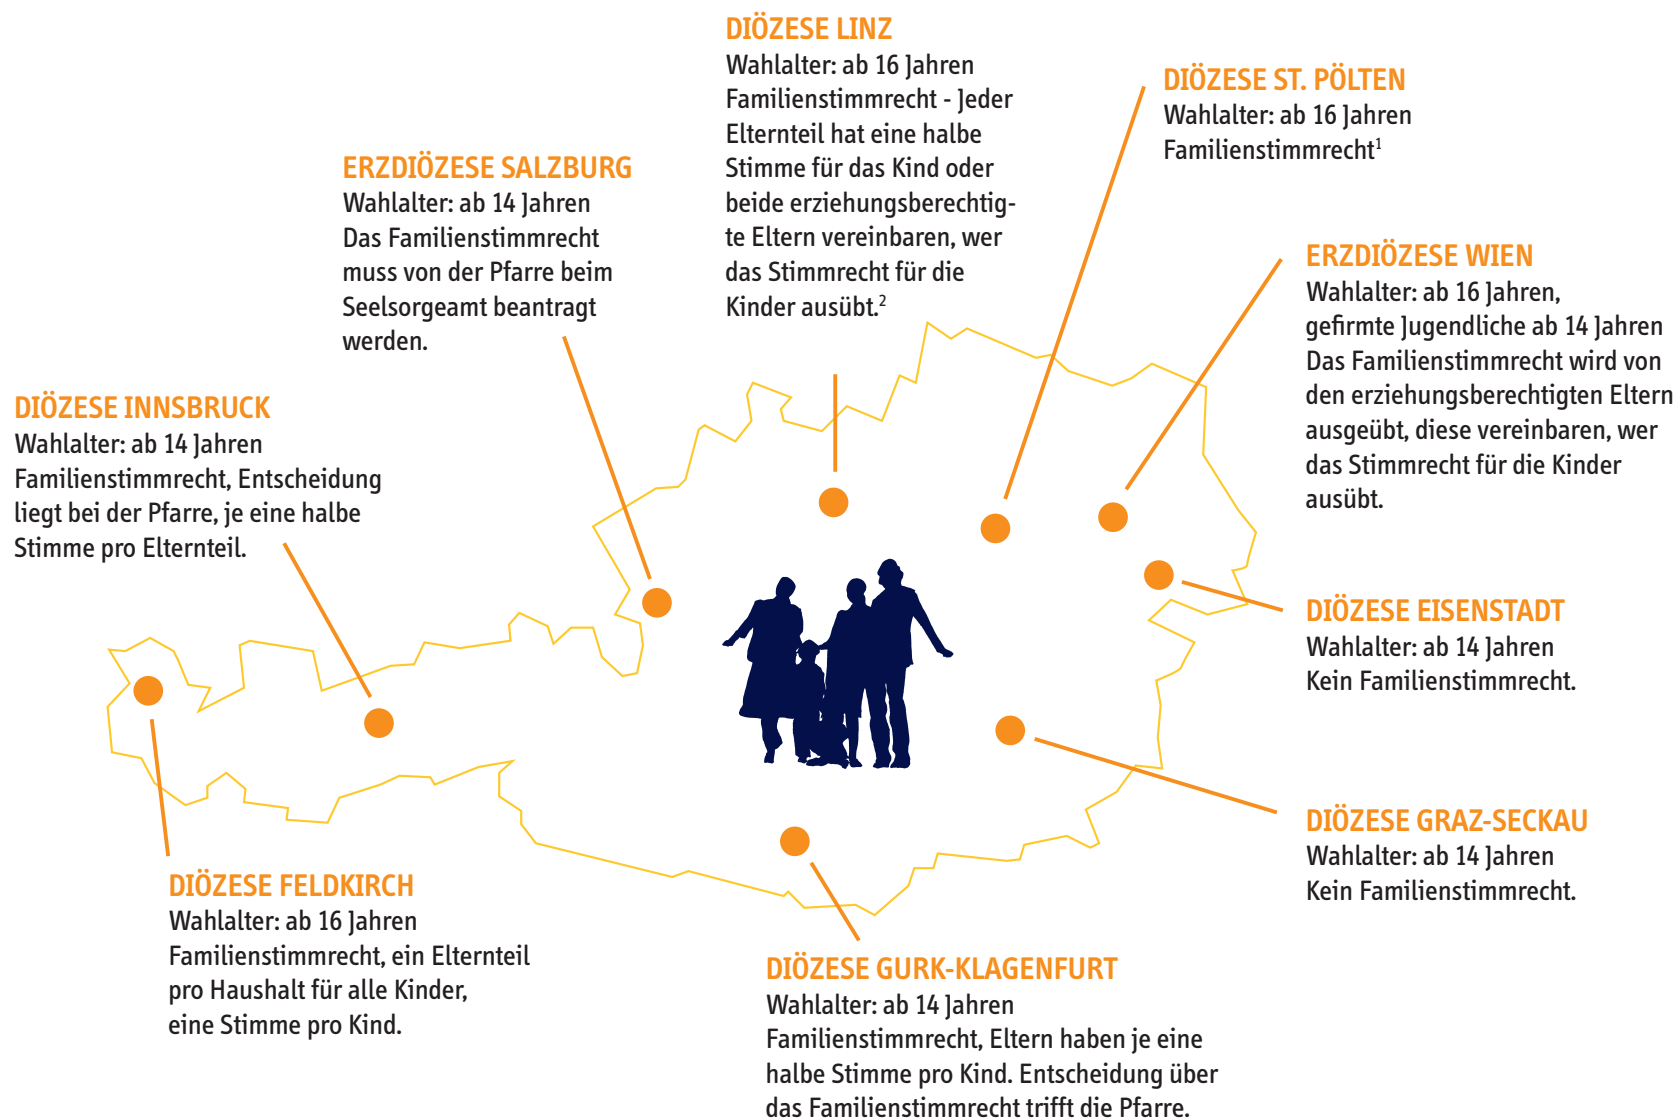 DIÖZESE LINZ
Wahlalter: ab 16 Jahren
Familienstimmrecht - Jeder
Elternteil hat eine halbe
Stimme für das Kind oder
beide erziehungsberechtig-
te Eltern vereinbaren, wer
das Stimmrecht für die
Kinder ausübt.²
DIÖZESE ST. PÖLTEN
Wahlalter: ab 16 Jahren
Familienstimmrecht¹
ERZDIÖZESE SALZBURG
Wahlalter: ab 14 Jahren
Das Familienstimmrecht
muss von der Pfarre beim
Seelsorgeamt beantragt
werden.
ERZDIÖZESE WIEN
Wahlalter: ab 16 Jahren,
gefirmte Jugendliche ab 14 Jahren
Das Familienstimmrecht wird von
den erziehungsberechtigten Eltern
ausgeübt, diese vereinbaren, wer
das Stimmrecht für die Kinder
ausübt.
DIÖZESE INNSBRUCK
Wahlalter: ab 14 Jahren
Familienstimmrecht, Entscheidung
liegt bei der Pfarre, je eine halbe
Stimme pro Elternteil.
DIÖZESE EISENSTADT
Wahlalter: ab 14 Jahren
Kein Familienstimmrecht.
DIÖZESE GRAZ-SECKAU
Wahlalter: ab 14 Jahren
Kein Familienstimmrecht.
DIÖZESE FELDKIRCH
Wahlalter: ab 16 Jahren
Familienstimmrecht, ein Elternteil
pro Haushalt für alle Kinder,
eine Stimme pro Kind.
DIÖZESE GURK-KLAGENFURT
Wahlalter: ab 14 Jahren
Familienstimmrecht, Eltern haben je eine
halbe Stimme pro Kind. Entscheidung über
das Familienstimmrecht trifft die Pfarre.